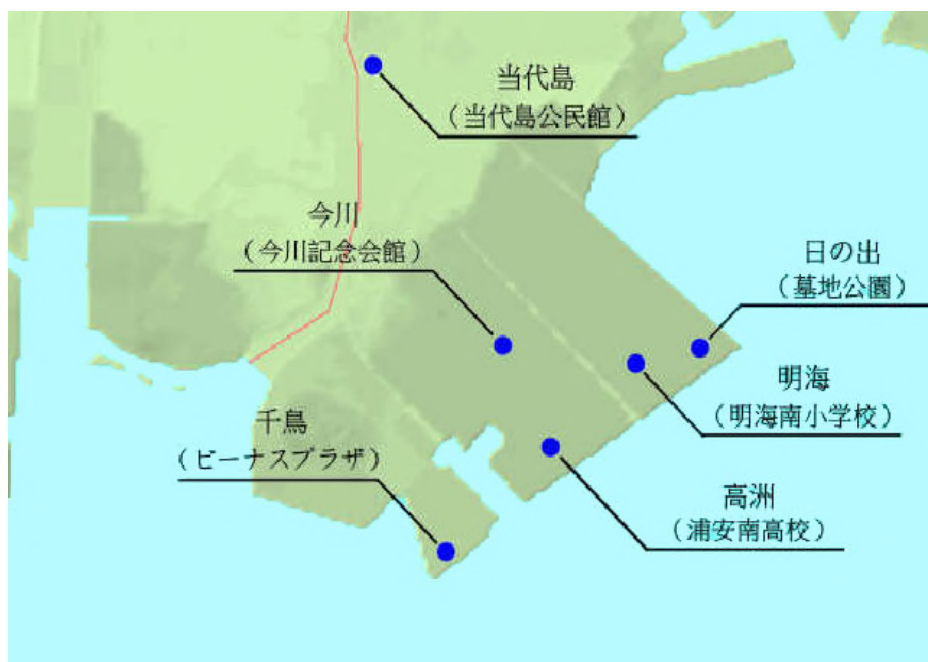 当代島
（当代島公民館）
今川
（今川記念会館）
日の出
（墓地公園）
明海
（明海南小学校）
千鳥
（ビーナスプラザ）
高洲
（浦安南高校）